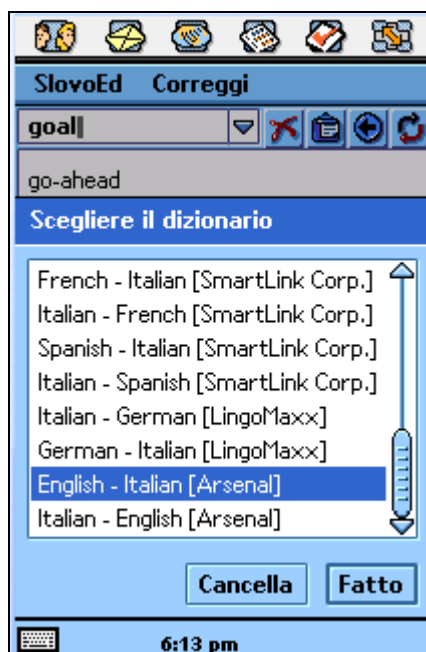 SlovoEd Correggi
goal
go-ahead
Scegliere il dizionario
French - Italian [SmartLink Corp.]
Italian - French [SmartLink Corp.]
Spanish - Italian [SmartLink Corp.]
Italian - Spanish [SmartLink Corp.]
Italian - German [LingoMaxx]
German - Italian [LingoMaxx]
English - Italian [Arsenal]
Italian - English [Arsenal]
Cancella Fatto
6:13 pm